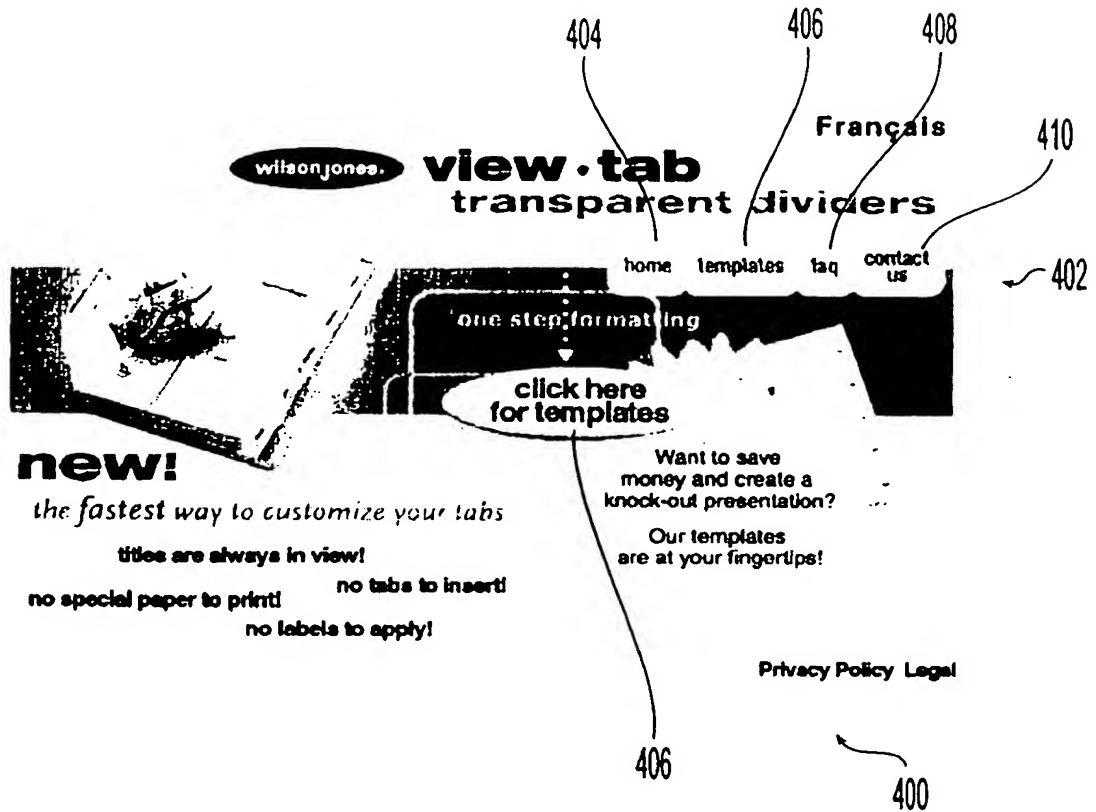 404
406
408
Français
410
wilson jones.
view·tab
transparent dividers
home templates faq contact us
402
one step formatting
click here
for templates
new!
the fastest way to customize your tabs
titles are always in view!
no tabs to insert!
no special paper to print!
no labels to apply!
Want to save
money and create a
knock-out presentation?
Our templates
are at your fingertips!
Privacy Policy Legal
406
400